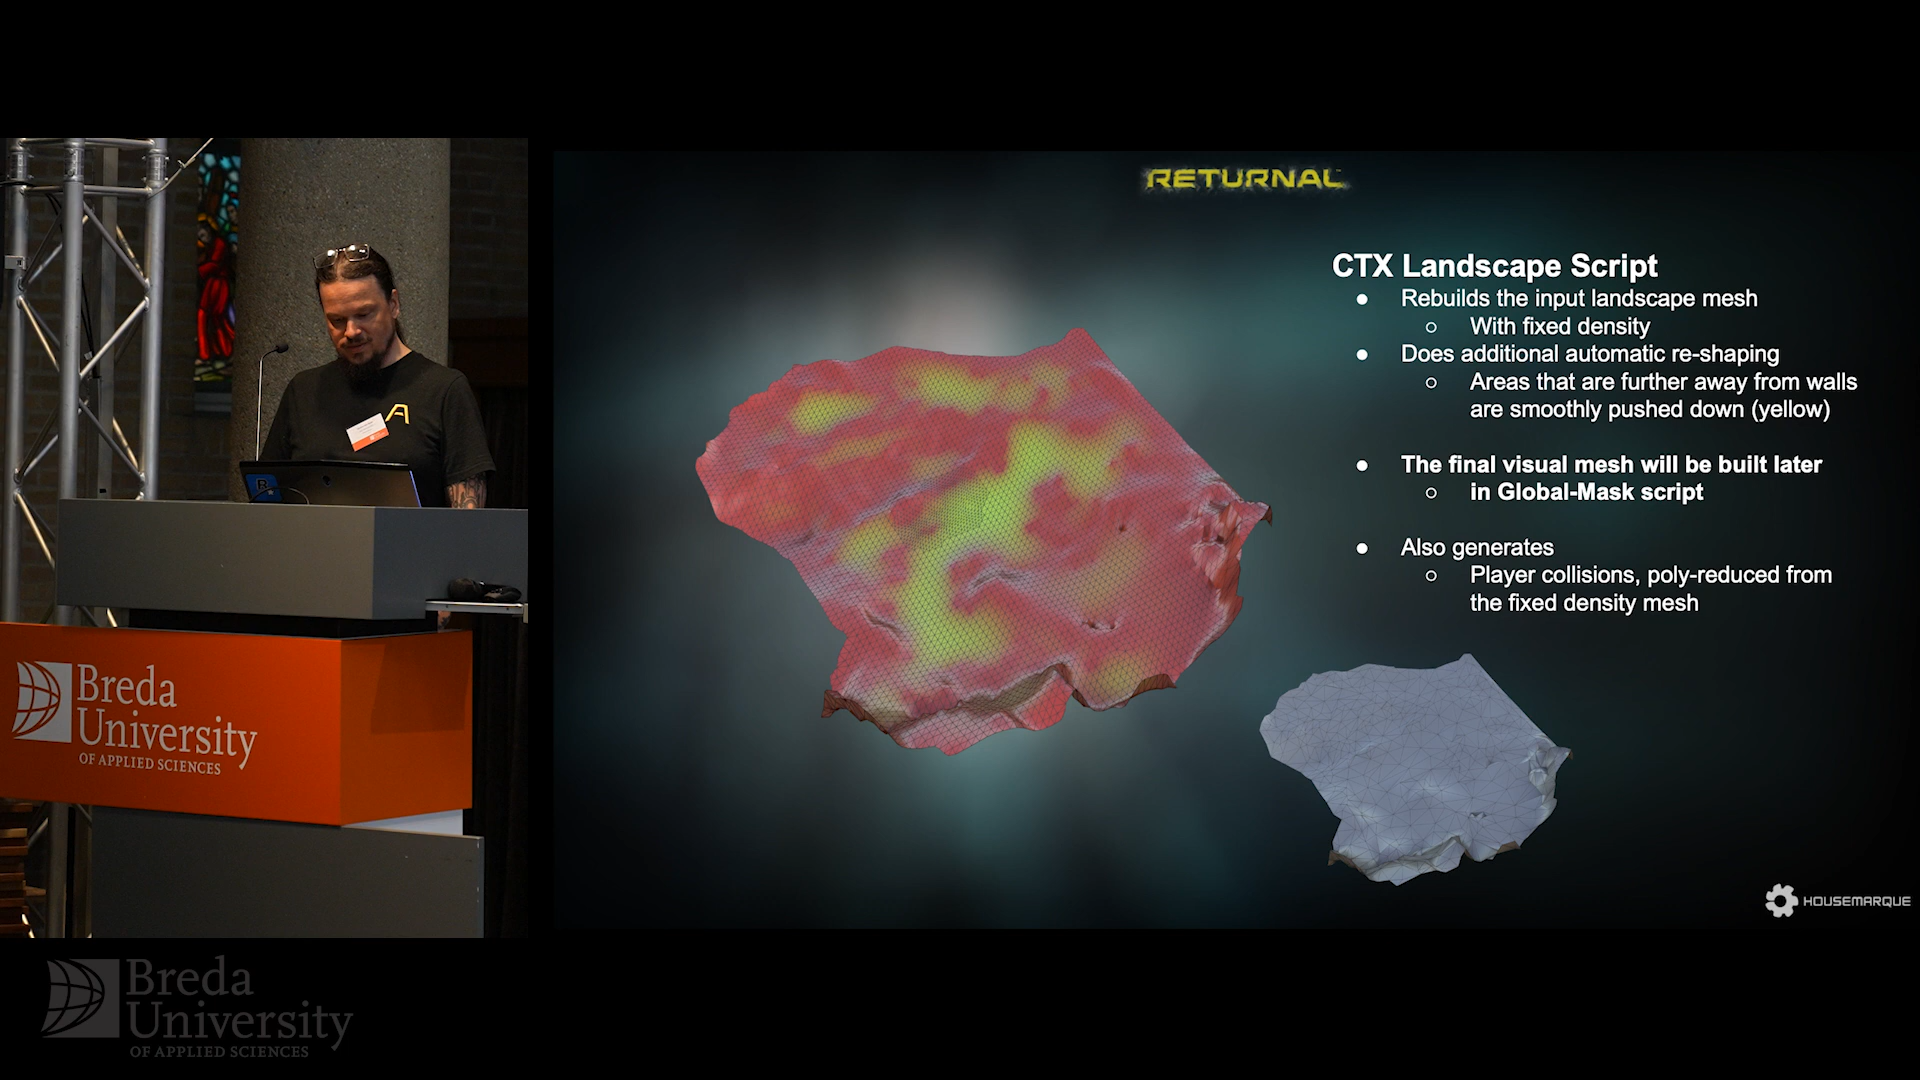 RETURNAL
CTX Landscape Script
● Rebuilds the input landscape mesh
○ With fixed density
● Does additional automatic re-shaping
○ Areas that are further away from walls
are smoothly pushed down (yellow)
● The final visual mesh will be built later
○ in Global-Mask script
● Also generates
○ Player collisions, poly-reduced from
the fixed density mesh
HOUSEMARQUE
Breda
University
OF APPLIED SCIENCES
Breda
University
OF APPLIED SCIENCES